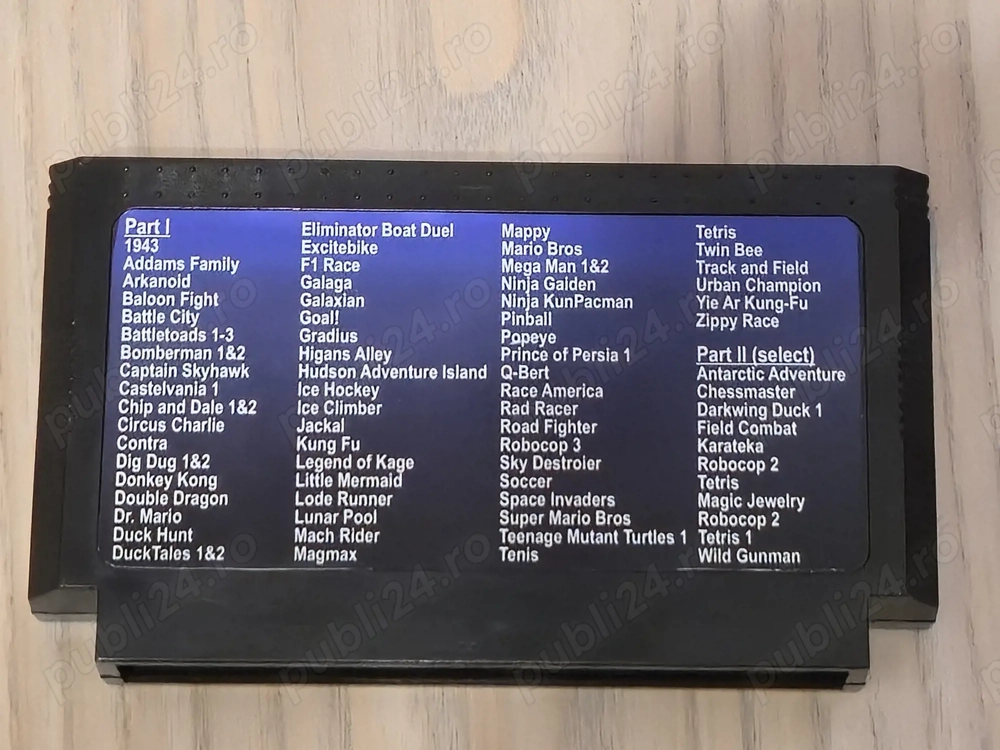 Part I
1943
Addams Family
Arkanoid
Baloon Fight
Battle City
Battletoads 1-3
Bomberman 1&2
Captain Skyhawk
Castelvania 1
Chip and Dale 1&2
Circus Charlie
Contra
Dig Dug 1&2
Donkey Kong
Double Dragon
Dr. Mario
Duck Hunt
DuckTales 1&2
Eliminator Boat Duel
Excitebike
F1 Race
Galaga
Galaxian
Goal!
Gradius
Higans Alley
Hudson Adventure Island
Ice Hockey
Ice Climber
Jackal
Kung Fu
Legend of Kage
Little Mermaid
Lode Runner
Lunar Pool
Mach Rider
Magmax
Mappy
Mario Bros
Mega Man 1&2
Ninja Gaiden
Ninja KunPacman
Pinball
Popeye
Prince of Persia 1
Q-Bert
Race America
Rad Racer
Road Fighter
Robocop 3
Sky Destroier
Soccer
Space Invaders
Super Mario Bros
Teenage Mutant Turtles 1
Tenis
Tetris
Twin Bee
Track and Field
Urban Champion
Yie Ar Kung-Fu
Zippy Race
Part II (select)
Antarctic Adventure
Chessmaster
Darkwing Duck 1
Field Combat
Karateka
Robocop 2
Tetris
Magic Jewelry
Robocop 2
Tetris 1
Wild Gunman
publi24.ro